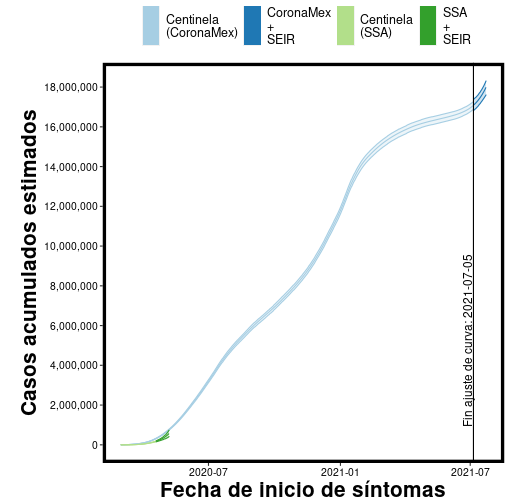 Centinela
(CoronaMex)
CoronaMex
+
SEIR
Centinela
(SSA)
SSA
+
SEIR
Casos acumulados estimados
18,000,000
16,000,000
14,000,000
12,000,000
10,000,000
8,000,000
6,000,000
4,000,000
2,000,000
0
Fin ajuste de curva: 2021-07-05
2020-07
2021-01
2021-07
Fecha de inicio de síntomas